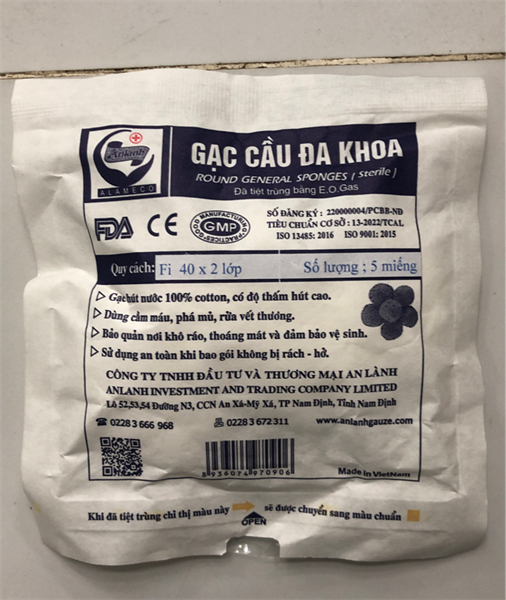 Anlanh
ALAMECO
GẠC CẦU ĐA KHOA
ROUND GENERAL SPONGES ( Sterile )
Đã tiệt trùng bằng E.O.Gas
FDA CE GOOD MANUFACTURING PRACTICES GMP
SỐ ĐĂNG KÝ : 220000004/PCBB-NĐ
TIÊU CHUẨN CƠ SỞ : 13-2022/TCAL
ISO 13485: 2016 ISO 9001: 2015
Quy cách: Fi 40 x 2 lớp Số lượng ; 5 miếng
Gạc hút nước 100% cotton, có độ thấm hút cao.
Dùng cầm máu, phá mủ, rửa vết thương.
Bảo quản nơi khô ráo, thoáng mát và đảm bảo vệ sinh.
Sử dụng an toàn khi bao gói không bị rách - hở.
CÔNG TY TNHH ĐẦU TƯ VÀ THƯƠNG MẠI AN LÀNH
ANLANH INVESTMENT AND TRADING COMPANY LIMITED
Lô 52,53,54 Đường N3, CCN An Xá-Mỹ Xá, TP Nam Định, Tỉnh Nam Định
0228 3 666 968 0228 3 672 311 www.anlanhgauze.com
8 936074 970906
Made in VietNam
Khi đã tiệt trùng chỉ thị màu này sẽ được chuyển sang màu chuẩn
OPEN